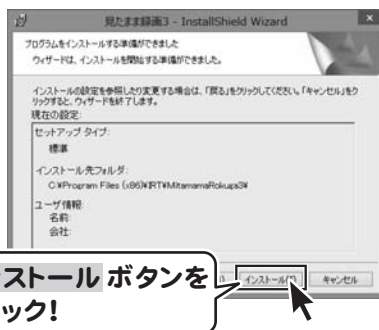 見たまま録画3 - InstallShield Wizard
プログラムをインストールする準備ができました
ウィザードは、インストールを開始する準備ができました。
インストールの設定を参照したり変更する場合は、「戻る」をクリックしてください。「キャンセル」をク
リックすると、ウィザードを終了します。
現在の設定:
セットアップ タイプ:
標準
インストール先フォルダ:
C:¥Program Files (x86)¥IRT¥MitamamaRokuga3¥
ユーザ情報:
名前:
会社:
インストール(I)
キャンセル
ストール ボタンを
ック!